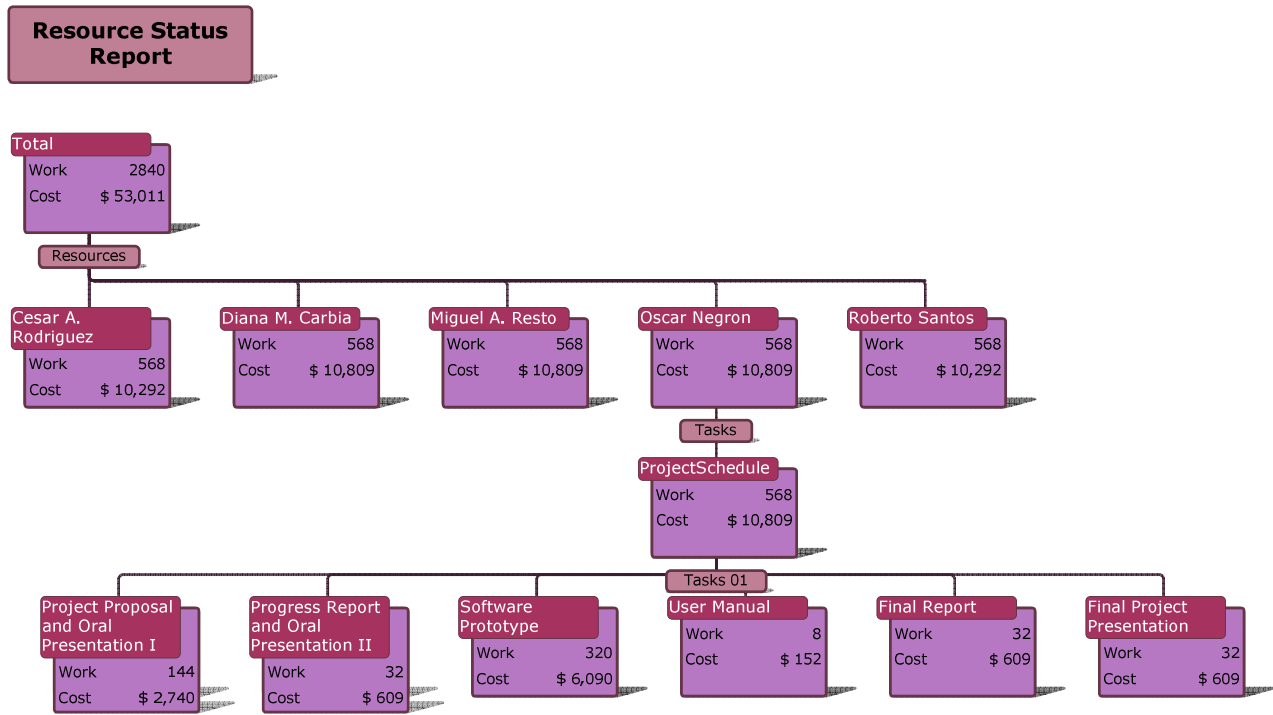 Resource Status
Report
Total
Work 2840
Cost $ 53,011
Resources
Cesar A.
Rodriguez
Work 568
Cost $ 10,292
Diana M. Carbia
Work 568
Cost $ 10,809
Miguel A. Resto
Work 568
Cost $ 10,809
Oscar Negron
Work 568
Cost $ 10,809
Roberto Santos
Work 568
Cost $ 10,292
Tasks
ProjectSchedule
Work 568
Cost $ 10,809
Tasks 01
Project Proposal
and Oral
Presentation I
Work 144
Cost $ 2,740
Progress Report
and Oral
Presentation II
Work 32
Cost $ 609
Software
Prototype
Work 320
Cost $ 6,090
User Manual
Work 8
Cost $ 152
Final Report
Work 32
Cost $ 609
Final Project
Presentation
Work 32
Cost $ 609